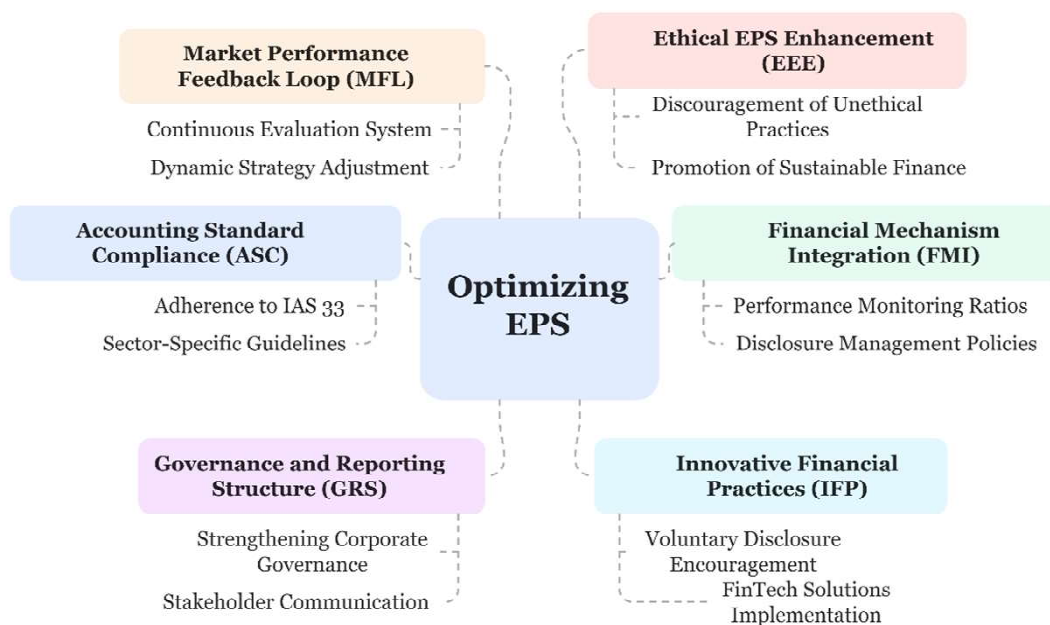 Market Performance
Feedback Loop (MFL)
Continuous Evaluation System
Dynamic Strategy Adjustment
Ethical EPS Enhancement
(EEE)
Discouragement of Unethical
Practices
Promotion of Sustainable Finance
Accounting Standard
Compliance (ASC)
Adherence to IAS 33
Sector-Specific Guidelines
Optimizing
EPS
Financial Mechanism
Integration (FMI)
Performance Monitoring Ratios
Disclosure Management Policies
Governance and Reporting
Structure (GRS)
Strengthening Corporate
Governance
Stakeholder Communication
Innovative Financial
Practices (IFP)
Voluntary Disclosure
Encouragement
FinTech Solutions
Implementation